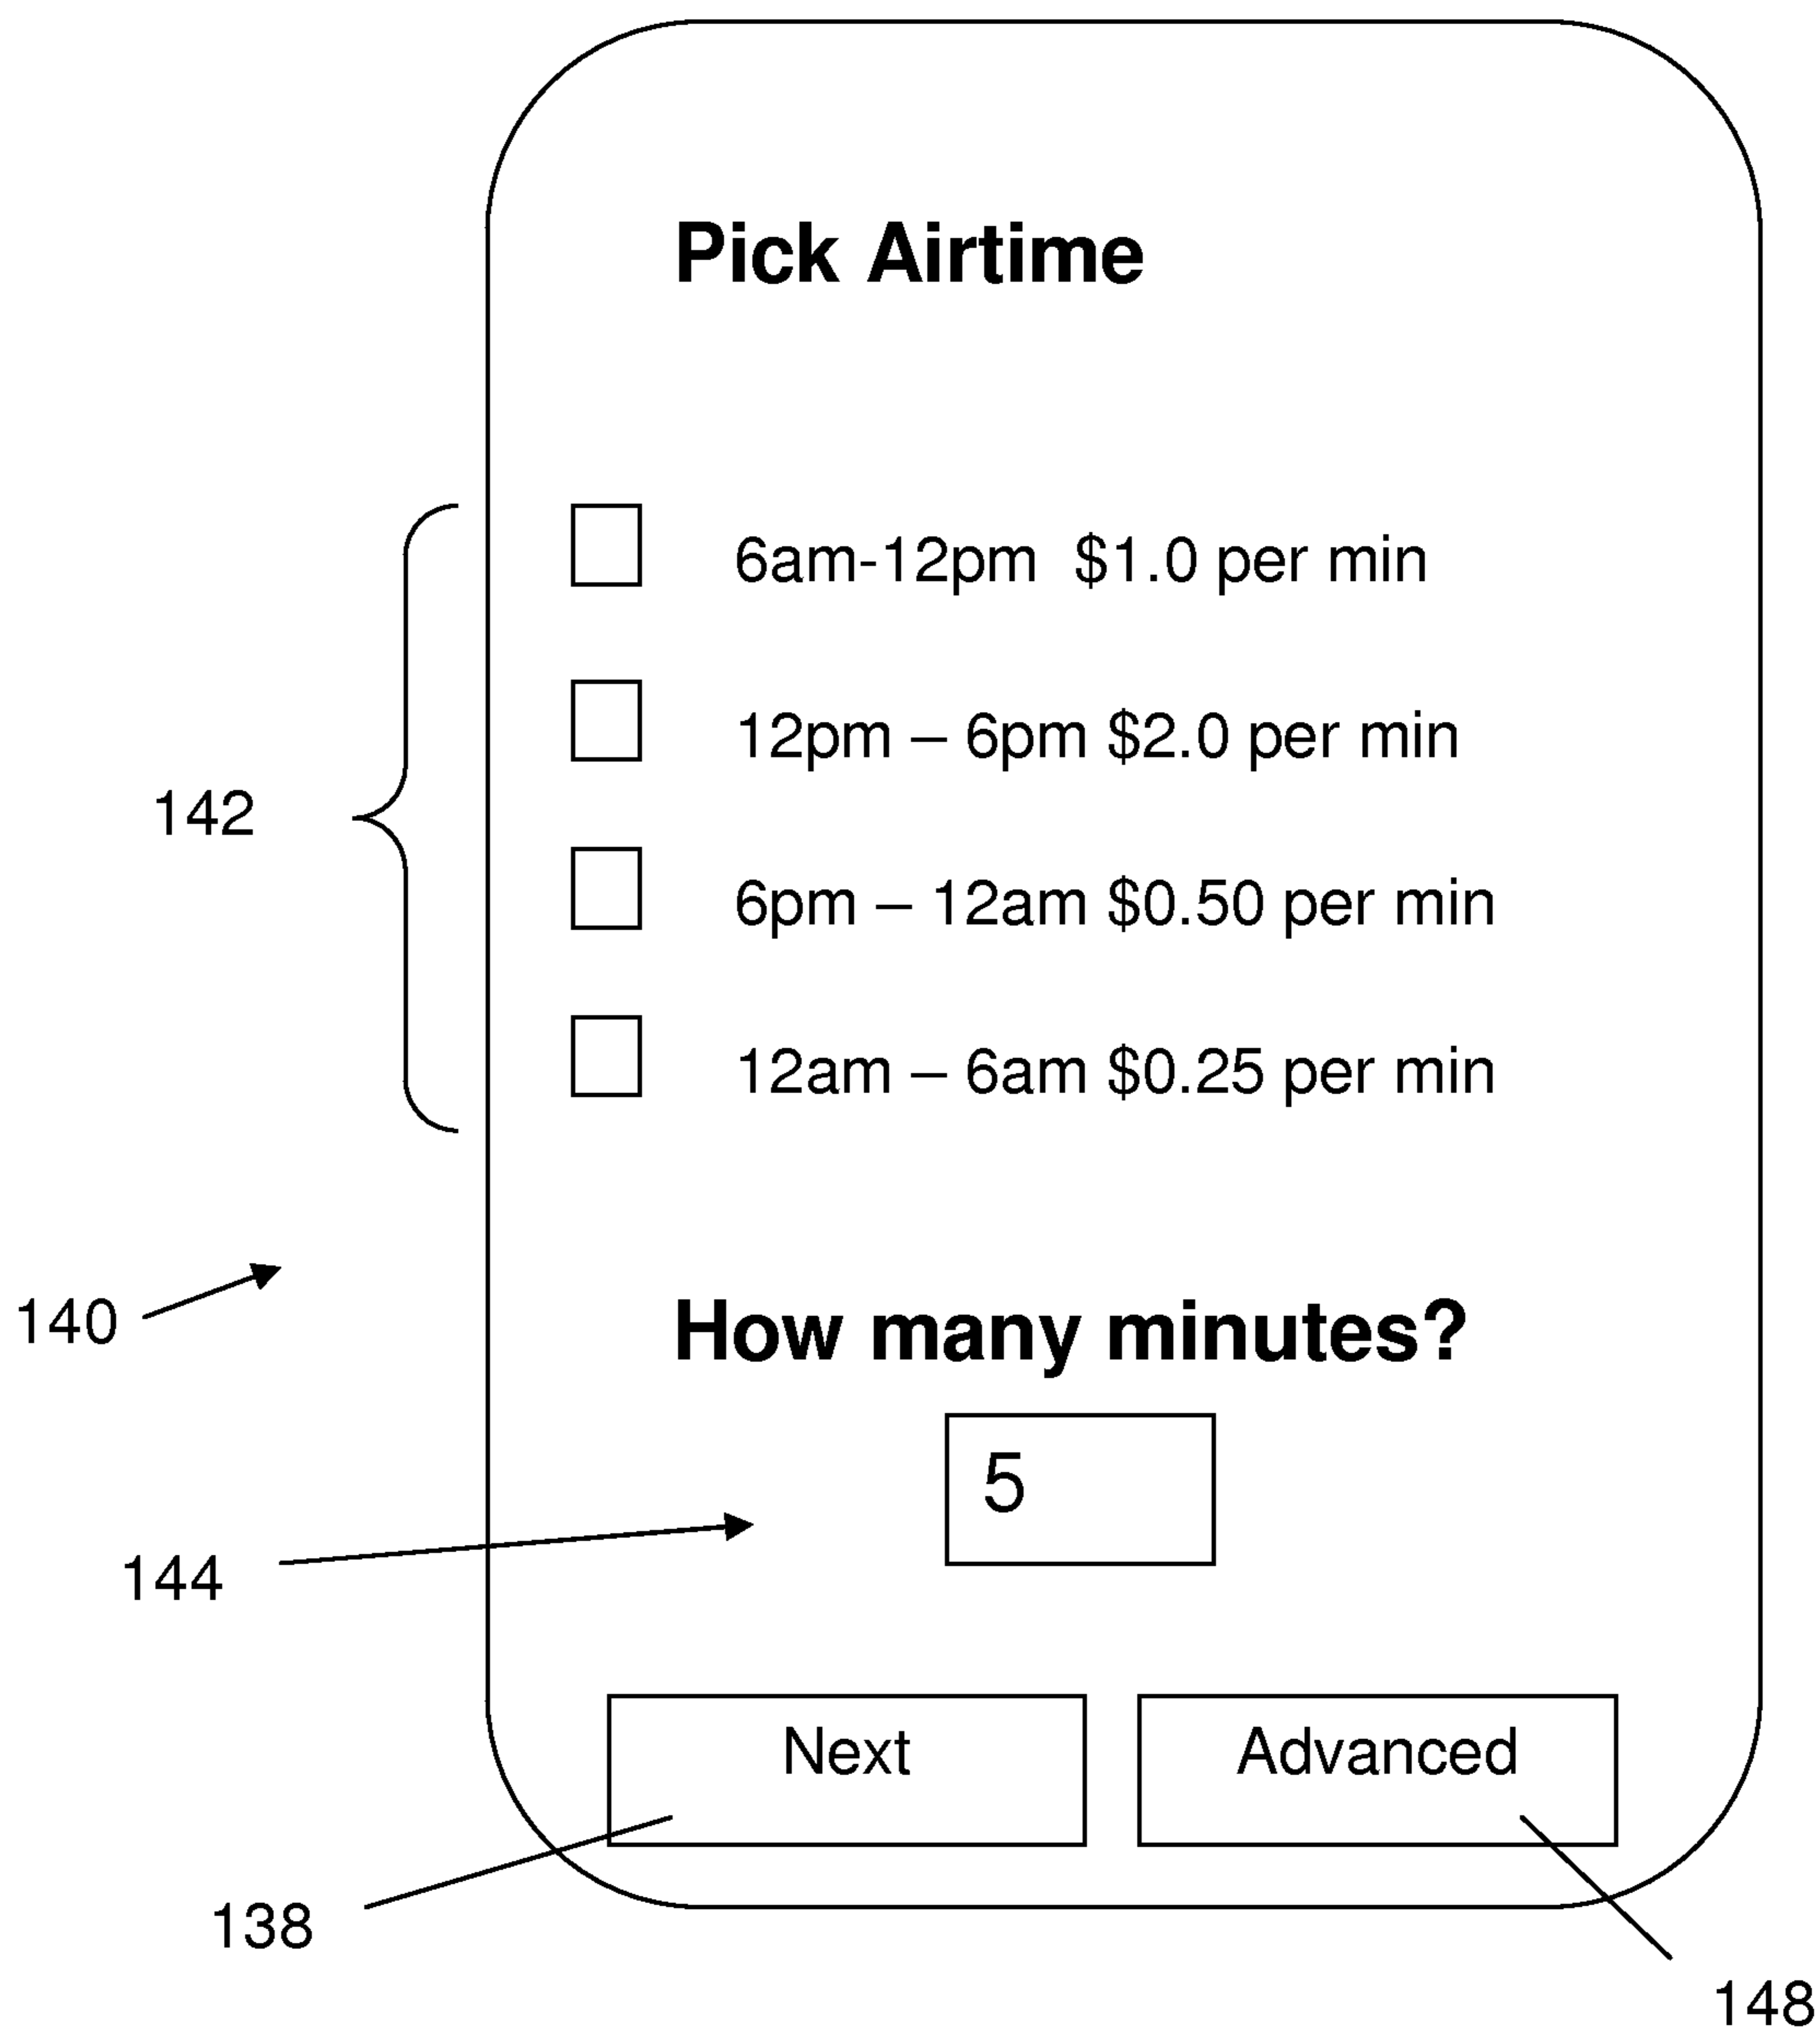 Pick Airtime
6am-12pm $1.0 per min
12pm – 6pm $2.0 per min
142
6pm – 12am $0.50 per min
12am – 6am $0.25 per min
140
How many minutes?
5
144
Next
Advanced
138
148